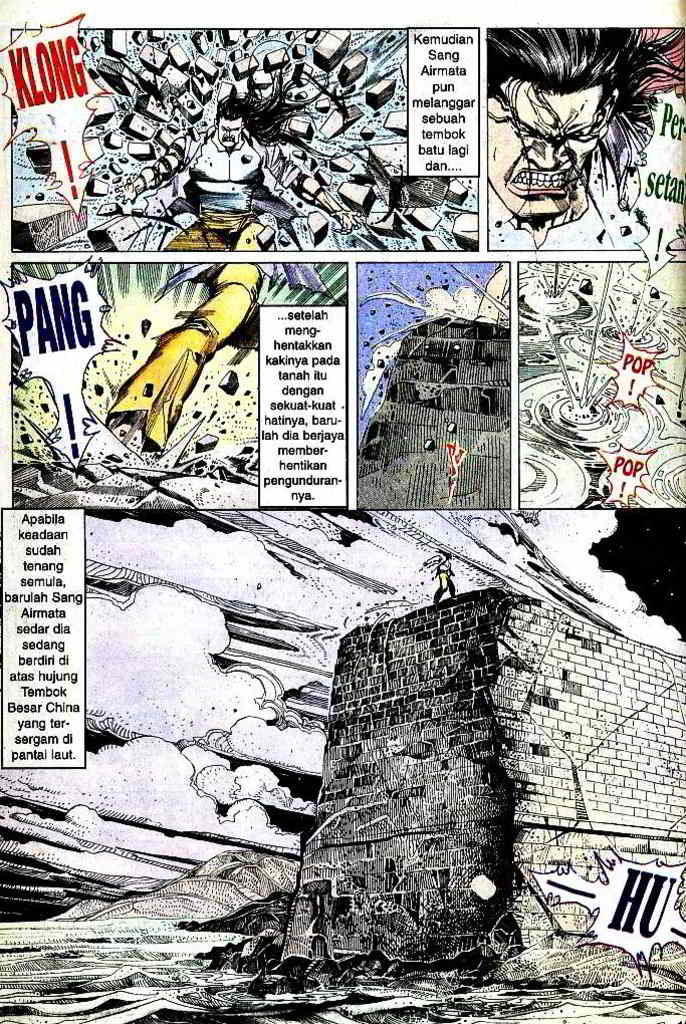 KLONG
!
Kemudian
Sang
Airmata
pun
melanggar
sebuah
tembok
batu lagi
dan....
Per-
setan
!
PANG
!
...setelah
meng-
hentakkan
kakinya pada
tanah itu
dengan
sekuat-kuat
hatinya, baru-
lah dia berjaya
member-
hentikan
pengunduran-
nya.
POP
!
POP
!
Apabila
keadaan
sudah
tenang
semula,
barulah Sang
Airmata
sedar dia
sedang
berdiri di
atas hujung
Tembok
Besar China
yang ter-
sergam di
pantai laut.
HU